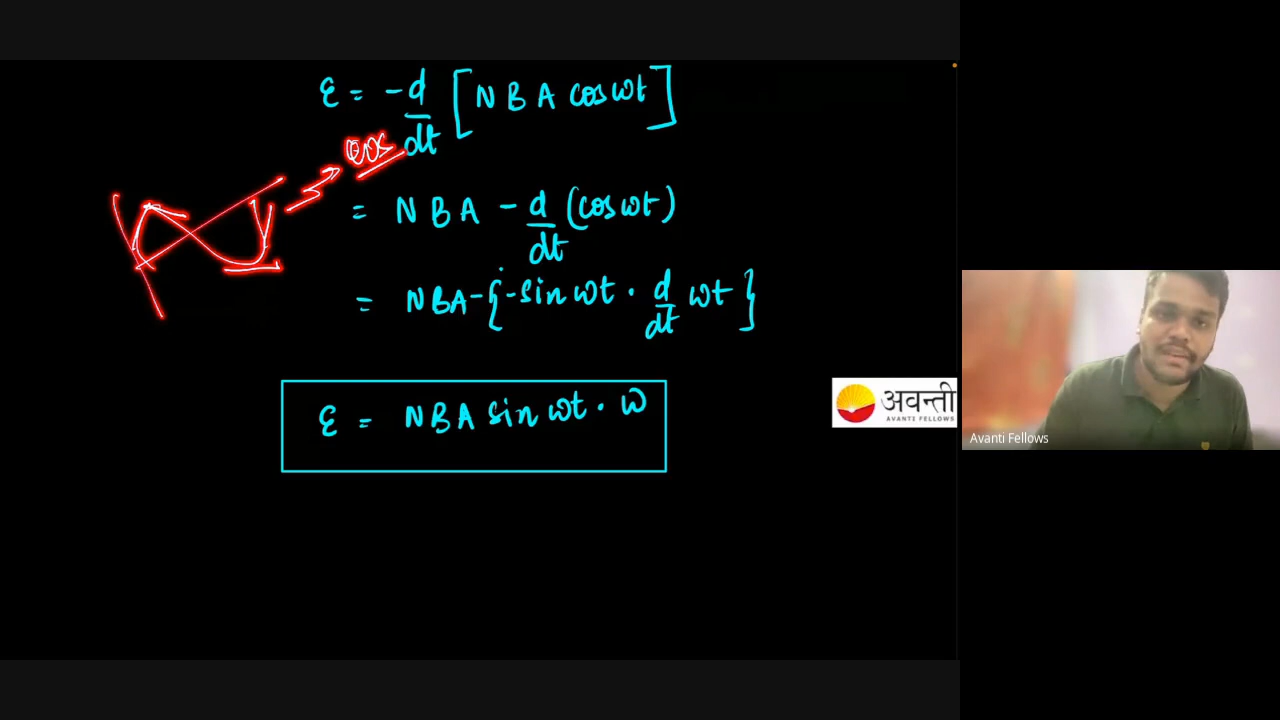 ε = - d/dt [ N B A cos ωt ]
cos
= N B A - d/dt (cos ωt)
= NBA - { - sin ωt · d/dt ωt }
ε = NBA sin ωt · ω
अवन्ती
AVANTI FELLOWS
Avanti Fellows